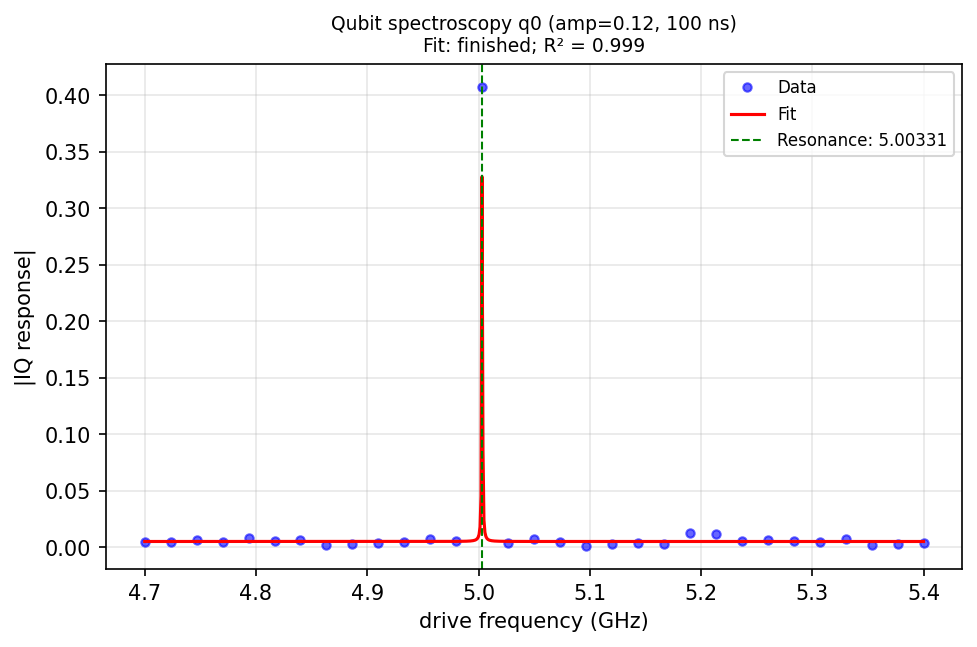 Qubit spectroscopy q0 (amp=0.12, 100 ns)
Fit: finished; R² = 0.999
Data
Fit
Resonance: 5.00331
|IQ response|
0.40
0.35
0.30
0.25
0.20
0.15
0.10
0.05
0.00
4.7 4.8 4.9 5.0 5.1 5.2 5.3 5.4
drive frequency (GHz)